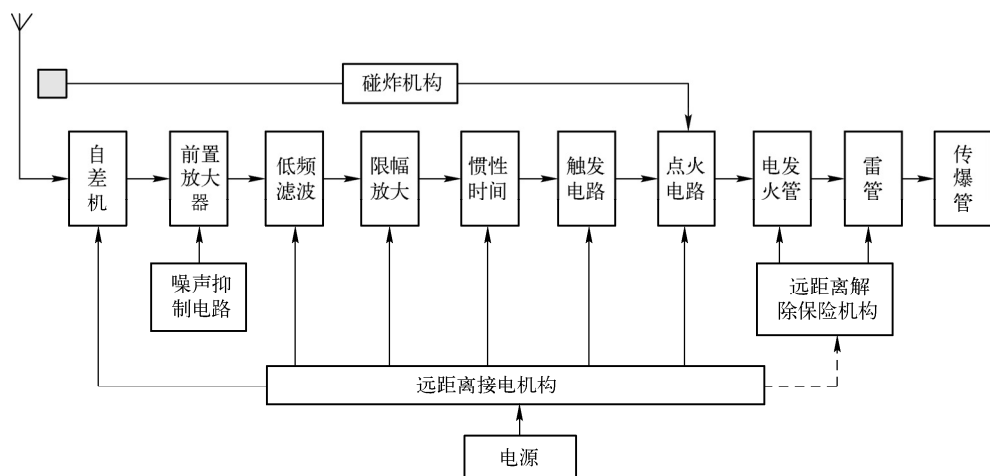 碰炸机构
自
差
机
前置
放大
器
低频
滤波
限幅
放大
惯性
时间
触发
电路
点火
电路
电发
火管
雷
管
传
爆
管
噪声抑
制电路
远距离解
除保险机构
远距离接电机构
电源